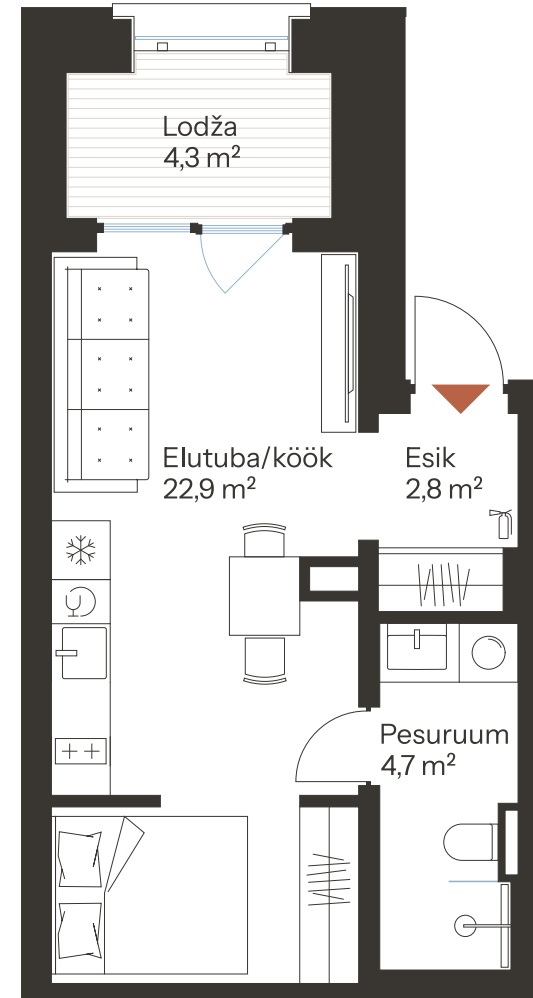 Lodža
4,3 m²
Elutuba/köök
22,9 m²
Esik
2,8 m²
Pesuruum
4,7 m²